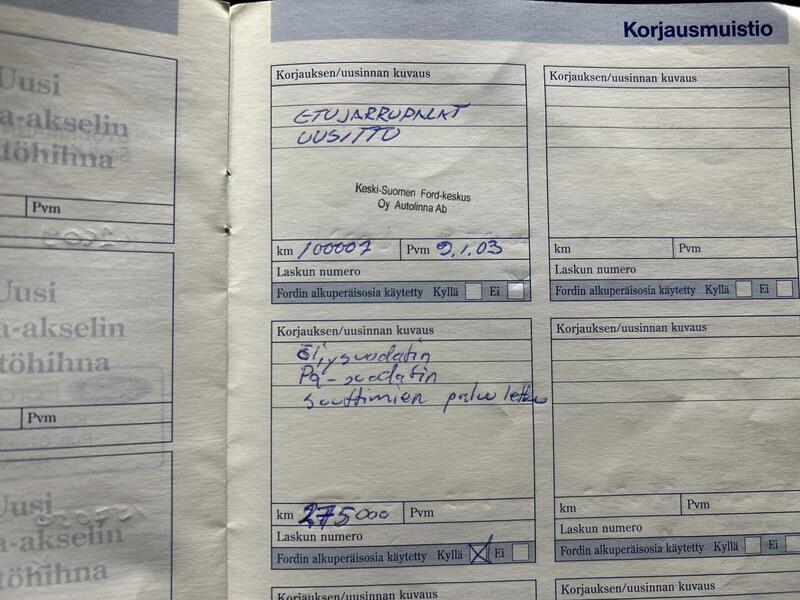 Uusi
a-akselin
töhihna
Pvm
Uusi
a-akselin
töhihna
Pvm
Uusi
a-akselin
töhihna
Korjausmuistio
Korjauksen/uusinnan kuvaus
ETUJARRUPALAT
UUSITTU
Keski-Suomen Ford-keskus
Oy Autolinna Ab
km 100007 Pvm 9.1.03
Laskun numero
Fordin alkuperäisosia käytetty Kyllä Ei
Korjauksen/uusinnan kuvaus
km Pvm
Laskun numero
Fordin alkuperäisosia käytetty Kyllä Ei
Korjauksen/uusinnan kuvaus
Öljysuodatin
Pa-suodatin
Suuttimien paluu letku
km 275000 Pvm
Laskun numero
Fordin alkuperäisosia käytetty Kyllä X Ei
Korjauksen/uusinnan kuvaus
km Pvm
Laskun numero
Fordin alkuperäisosia käytetty Kyllä Ei
Korjauksen/uusinnan kuvaus
Korjauksen/uusinnan kuvaus